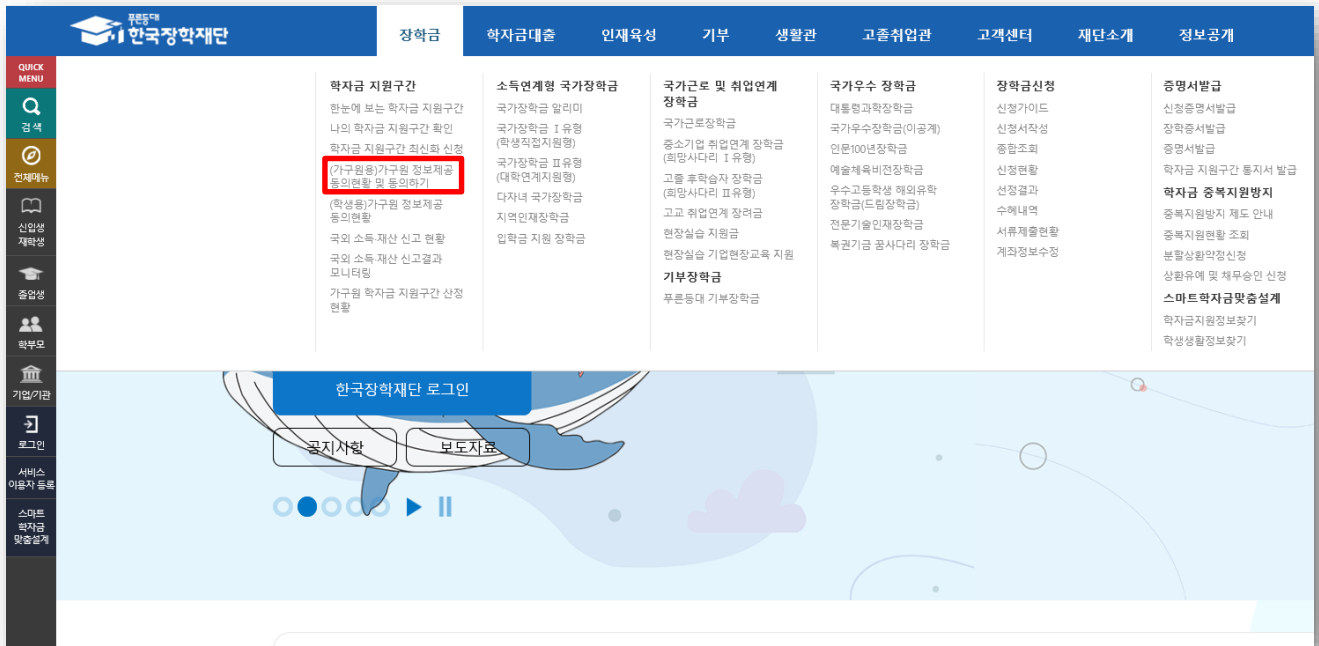 푸른등대
한국장학재단
장학금
학자금대출
인재육성
기부
생활관
고졸취업관
고객센터
재단소개
정보공개
QUICK
MENU
검색
전체메뉴
신입생
재학생
졸업생
학부모
기업/기관
로그인
서비스
이용자 등록
스마트
학자금
맞춤설계
학자금 지원구간
한눈에 보는 학자금 지원구간
나의 학자금 지원구간 확인
학자금 지원구간 최신화 신청
(가구원용)가구원 정보제공
동의현황 및 동의하기
(학생용)가구원 정보제공
동의현황
국외 소득·재산 신고 현황
국외 소득·재산 신고결과
모니터링
가구원 학자금 지원구간 산정
현황
소득연계형 국가장학금
국가장학금 알리미
국가장학금 Ⅰ유형
(학생직접지원형)
국가장학금 Ⅱ유형
(대학연계지원형)
다자녀 국가장학금
지역인재장학금
입학금 지원 장학금
국가근로 및 취업연계
장학금
국가근로장학금
중소기업 취업연계 장학금
(희망사다리 Ⅰ유형)
고졸 후학습자 장학금
(희망사다리 Ⅱ유형)
고교 취업연계 장려금
현장실습 지원금
현장실습 기업현장교육 지원
기부장학금
푸른등대 기부장학금
국가우수 장학금
대통령과학장학금
국가우수장학금(이공계)
인문100년장학금
예술체육비전장학금
우수고등학생 해외유학
장학금(드림장학금)
전문기술인재장학금
복권기금 꿈사다리 장학금
장학금신청
신청가이드
신청서작성
종합조회
신청현황
선정결과
수혜내역
서류제출현황
계좌정보수정
증명서발급
신청증명서발급
장학증서발급
증명서발급
학자금 지원구간 통지서 발급
학자금 중복지원방지
중복지원방지 제도 안내
중복지원현황 조회
분할상환약정신청
상환유예 및 채무승인 신청
스마트학자금맞춤설계
학자금지원정보찾기
학생생활정보찾기
한국장학재단 로그인
공지사항
보도자료